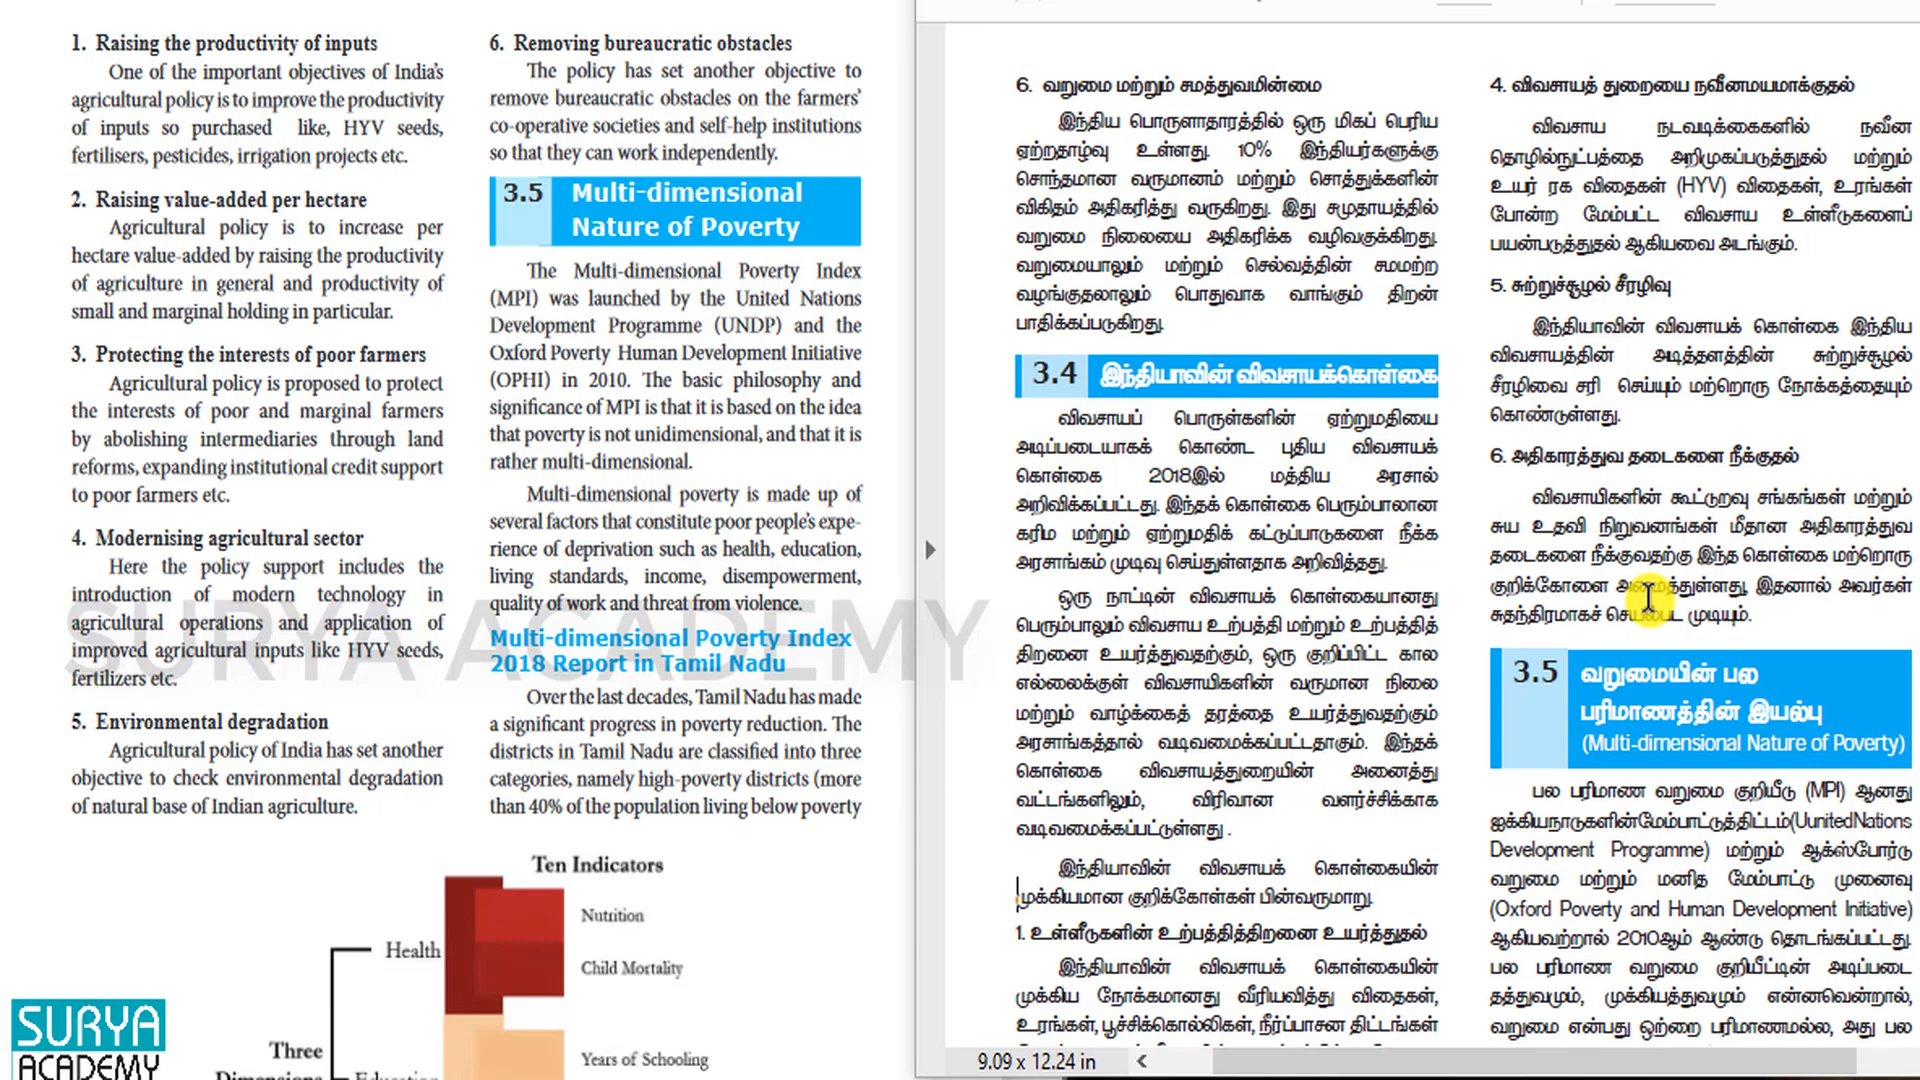 1. Raising the productivity of inputs
One of the important objectives of India's
agricultural policy is to improve the productivity
of inputs so purchased like, HYV seeds,
fertilisers, pesticides, irrigation projects etc.
2. Raising value-added per hectare
Agricultural policy is to increase per
hectare value-added by raising the productivity
of agriculture in general and productivity of
small and marginal holding in particular.
3. Protecting the interests of poor farmers
Agricultural policy is proposed to protect
the interests of poor and marginal farmers
by abolishing intermediaries through land
reforms, expanding institutional credit support
to poor farmers etc.
4. Modernising agricultural sector
Here the policy support includes the
introduction of modern technology in
agricultural operations and application of
improved agricultural inputs like HYV seeds,
fertilizers etc.
5. Environmental degradation
Agricultural policy of India has set another
objective to check environmental degradation
of natural base of Indian agriculture.
6. Removing bureaucratic obstacles
The policy has set another objective to
remove bureaucratic obstacles on the farmers'
co-operative societies and self-help institutions
so that they can work independently.
3.5 Multi-dimensional
Nature of Poverty
The Multi-dimensional Poverty Index
(MPI) was launched by the United Nations
Development Programme (UNDP) and the
Oxford Poverty Human Development Initiative
(OPHI) in 2010. The basic philosophy and
significance of MPI is that it is based on the idea
that poverty is not unidimensional, and that it is
rather multi-dimensional.
Multi-dimensional poverty is made up of
several factors that constitute poor people's expe-
rience of deprivation such as health, education,
living standards, income, disempowerment,
quality of work and threat from violence.
Multi-dimensional Poverty Index
2018 Report in Tamil Nadu
Over the last decades, Tamil Nadu has made
a significant progress in poverty reduction. The
districts in Tamil Nadu are classified into three
categories, namely high-poverty districts (more
than 40% of the population living below poverty
SURYA ACADEMY
Ten Indicators
Nutrition
Health
Child Mortality
Three
Dimensions
Years of Schooling
Education
SURYA
ACADEMY
6. வறுமை மற்றும் சமத்துவமின்மை
இந்திய பொருளாதாரத்தில் ஒரு மிகப் பெரிய
ஏற்றதாழ்வு உள்ளது. 10% இந்தியர்களுக்கு
சொந்தமான வருமானம் மற்றும் சொத்துக்களின்
விகிதம் அதிகரித்து வருகிறது. இது சமுதாயத்தில்
வறுமை நிலையை அதிகரிக்க வழிவகுக்கிறது.
வறுமையாலும் மற்றும் செல்வத்தின் சமமற்ற
வழங்குதலாலும் பொதுவாக வாங்கும் திறன்
பாதிக்கப்படுகிறது.
3.4 இந்தியாவின் விவசாயக்கொள்கை
விவசாயப் பொருள்களின் ஏற்றுமதியை
அடிப்படையாகக் கொண்ட புதிய விவசாயக்
கொள்கை 2018இல் மத்திய அரசால்
அறிவிக்கப்பட்டது. இந்தக் கொள்கை பெரும்பாலான
கரிம மற்றும் ஏற்றுமதிக் கட்டுப்பாடுகளை நீக்க
அரசாங்கம் முடிவு செய்துள்ளதாக அறிவித்தது.
ஒரு நாட்டின் விவசாயக் கொள்கையானது
பெரும்பாலும் விவசாய உற்பத்தி மற்றும் உற்பத்தித்
திறனை உயர்த்துவதற்கும், ஒரு குறிப்பிட்ட கால
எல்லைக்குள் விவசாயிகளின் வருமான நிலை
மற்றும் வாழ்க்கைத் தரத்தை உயர்த்துவதற்கும்
அரசாங்கத்தால் வடிவமைக்கப்பட்டதாகும். இந்தக்
கொள்கை விவசாயத்துறையின் அனைத்து
வட்டங்களிலும், விரிவான வளர்ச்சிக்காக
வடிவமைக்கப்பட்டுள்ளது .
இந்தியாவின் விவசாயக் கொள்கையின்
முக்கியமான குறிக்கோள்கள் பின்வருமாறு.
1. உள்ளீடுகளின் உற்பத்தித்திறனை உயர்த்துதல்
இந்தியாவின் விவசாயக் கொள்கையின்
முக்கிய நோக்கமானது வீரியவித்து விதைகள்,
உரங்கள், பூச்சிக்கொல்லிகள், நீர்ப்பாசன திட்டங்கள்
4. விவசாயத் துறையை நவீனமயமாக்குதல்
விவசாய நடவடிக்கைகளில் நவீன
தொழில்நுட்பத்தை அறிமுகப்படுத்துதல் மற்றும்
உயர் ரக விதைகள் (HYV) விதைகள், உரங்கள்
போன்ற மேம்பட்ட விவசாய உள்ளீடுகளைப்
பயன்படுத்துதல் ஆகியவை அடங்கும்.
5. சுற்றுச்சூழல் சீரழிவு
இந்தியாவின் விவசாயக் கொள்கை இந்திய
விவசாயத்தின் அடித்தளத்தின் சுற்றுச்சூழல்
சீரழிவை சரி செய்யும் மற்றொரு நோக்கத்தையும்
கொண்டுள்ளது.
6. அதிகாரத்துவ தடைகளை நீக்குதல்
விவசாயிகளின் கூட்டுறவு சங்கங்கள் மற்றும்
சுய உதவி நிறுவனங்கள் மீதான அதிகாரத்துவ
தடைகளை நீக்குவதற்கு இந்த கொள்கை மற்றொரு
குறிக்கோளை அமைத்துள்ளது, இதனால் அவர்கள்
சுதந்திரமாகச் செயல்பட முடியும்.
3.5 வறுமையின் பல
பரிமாணத்தின் இயல்பு
(Multi-dimensional Nature of Poverty)
பல பரிமாண வறுமை குறியீடு (MPI) ஆனது
ஐக்கியநாடுகளின்மேம்பாட்டுத்திட்டம்(UunitedNations
Development Programme) மற்றும் ஆக்ஸ்போர்டு
வறுமை மற்றும் மனித மேம்பாட்டு முனைவு
(Oxford Poverty and Human Development Initiative)
ஆகியவற்றால் 2010ஆம் ஆண்டு தொடங்கப்பட்டது.
பல பரிமாண வறுமை குறியீட்டின் அடிப்படை
தத்துவமும், முக்கியத்துவமும் என்னவென்றால்,
வறுமை என்பது ஒற்றை பரிமாணமல்ல, அது பல
9.09 x 12.24 in